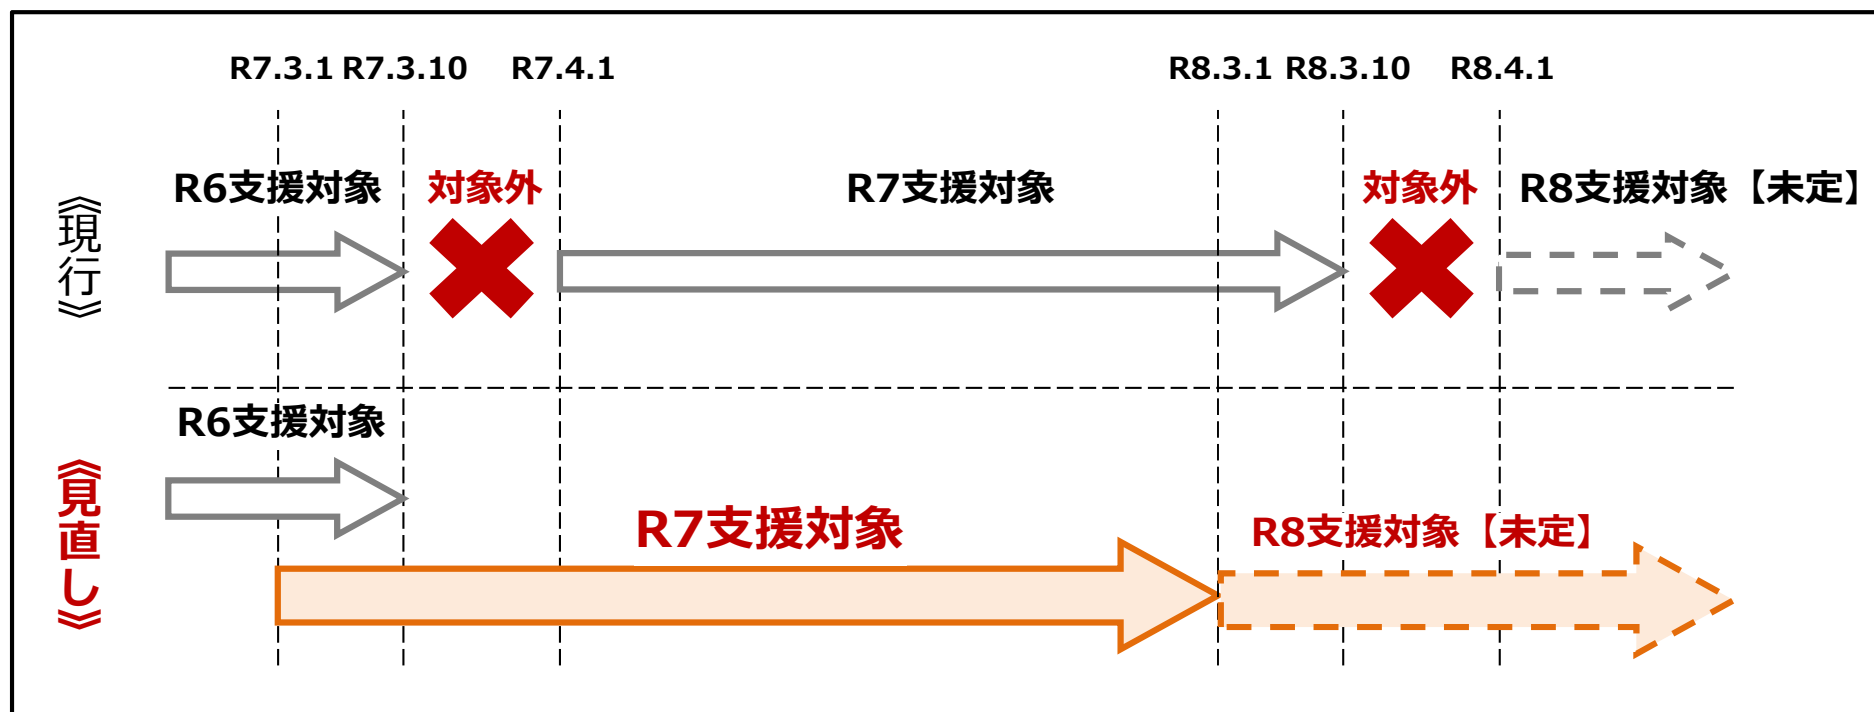 R7.3.1 R7.3.10 R7.4.1 R8.3.1 R8.3.10 R8.4.1
《現行》
R6支援対象
対象外
R7支援対象
対象外
R8支援対象【未定】
《見直し》
R6支援対象
R7支援対象
R8支援対象【未定】